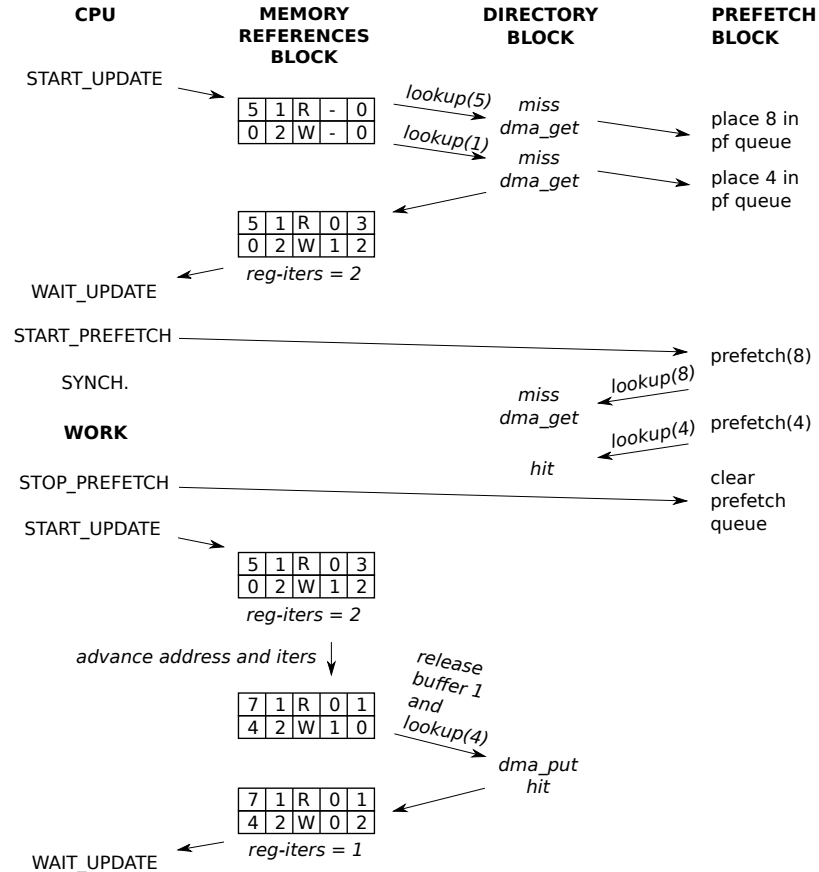 CPU
MEMORY
REFERENCES
BLOCK
DIRECTORY
BLOCK
PREFETCH
BLOCK
START_UPDATE
5 1 R - 0
0 2 W - 0
lookup(5)
miss
dma_get
lookup(1)
miss
dma_get
place 8 in
pf queue
place 4 in
pf queue
5 1 R 0 3
0 2 W 1 2
reg-iters = 2
WAIT_UPDATE
START_PREFETCH
prefetch(8)
SYNCH.
lookup(8)
miss
dma_get
prefetch(4)
lookup(4)
WORK
hit
STOP_PREFETCH
clear
prefetch
queue
START_UPDATE
5 1 R 0 3
0 2 W 1 2
reg-iters = 2
advance address and iters
release
buffer 1
and
lookup(4)
7 1 R 0 1
4 2 W 1 0
dma_put
hit
7 1 R 0 1
4 2 W 0 2
reg-iters = 1
WAIT_UPDATE